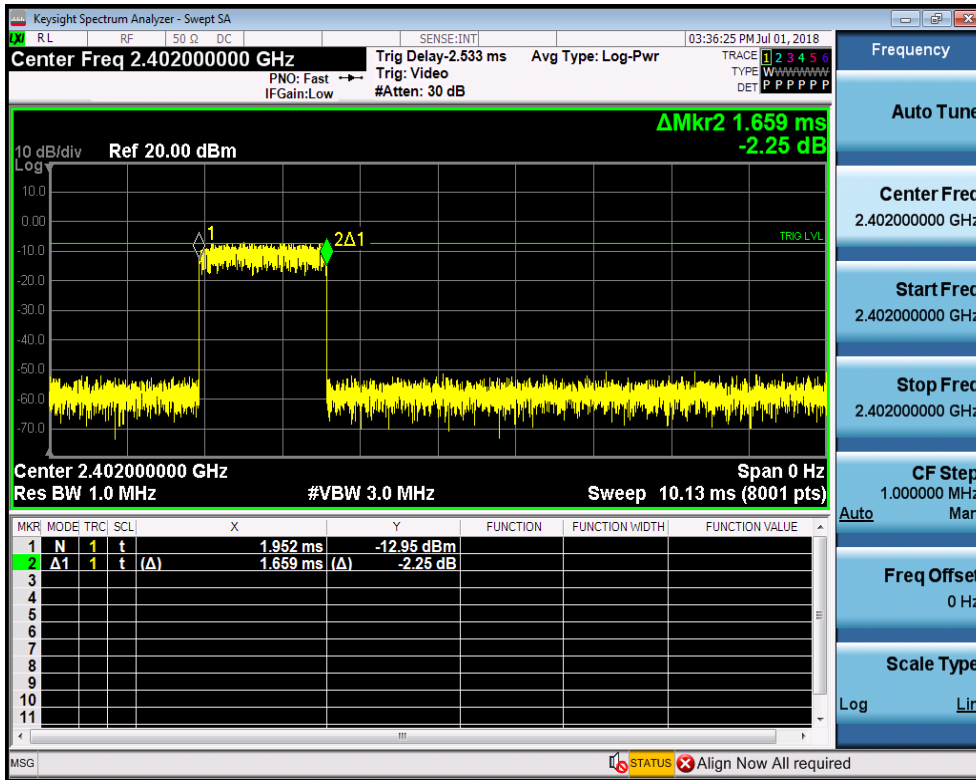 Keysight Spectrum Analyzer - Swept SA
LXI RL RF 50 Ω DC SENSE:INT 03:36:25 PM Jul 01, 2018
Center Freq 2.402000000 GHz
PNO: Fast
IFGain:Low
Trig Delay-2.533 ms
Trig: Video
#Atten: 30 dB
Avg Type: Log-Pwr
TRACE 1 2 3 4 5 6
TYPE WWWWWW
DET P P P P P P
ΔMkr2 1.659 ms
-2.25 dB
10 dB/div Ref 20.00 dBm
Log
10.0
0.00
-10.0
-20.0
-30.0
-40.0
-50.0
-60.0
-70.0
1
2Δ1
TRIG LVL
Center 2.402000000 GHz Span 0 Hz
Res BW 1.0 MHz #VBW 3.0 MHz Sweep 10.13 ms (8001 pts)
MKR MODE TRC SCL X Y FUNCTION FUNCTION WIDTH FUNCTION VALUE
1 N 1 t 1.952 ms -12.95 dBm
2 Δ1 1 t (Δ) 1.659 ms (Δ) -2.25 dB
3
4
5
6
7
8
9
10
11
MSG STATUS Align Now All required
Frequency
Auto Tune
Center Freq
2.402000000 GHz
Start Freq
2.402000000 GHz
Stop Freq
2.402000000 GHz
CF Step
1.000000 MHz
Auto Man
Freq Offset
0 Hz
Scale Type
Log Lin